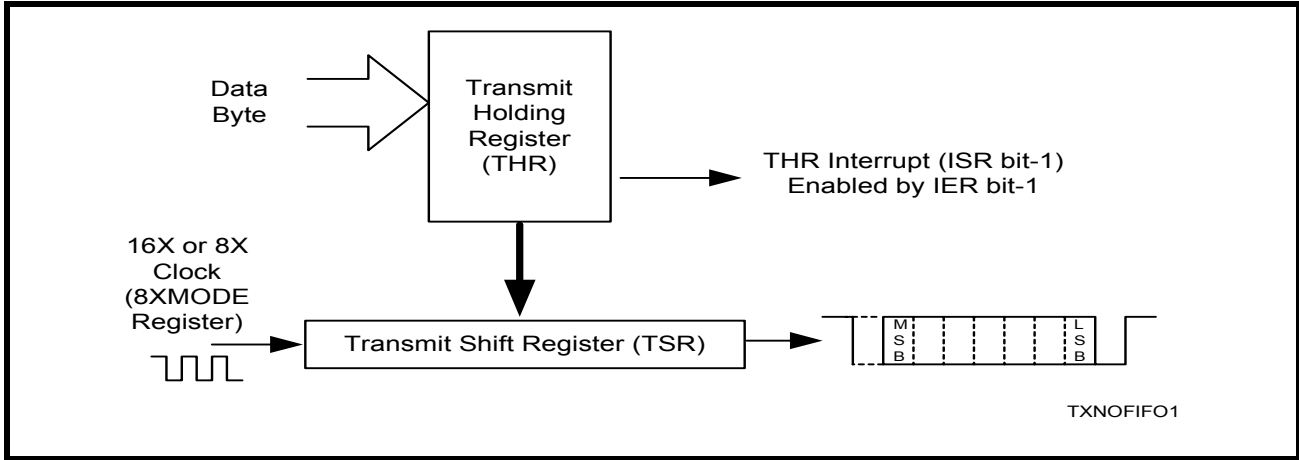 Data
Byte
Transmit
Holding
Register
(THR)
THR Interrupt (ISR bit-1)
Enabled by IER bit-1
16X or 8X
Clock
(8XMODE
Register)
Transmit Shift Register (TSR)
M
S
B
L
S
B
TXNOFIFO1